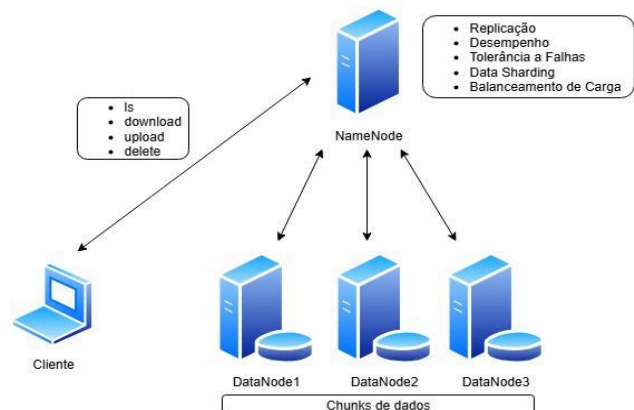 • Replicação
• Desempenho
• Tolerância a Falhas
• Data Sharding
• Balanceamento de Carga
NameNode
• ls
• download
• upload
• delete
Cliente
DataNode1
DataNode2
DataNode3
Chunks de dados